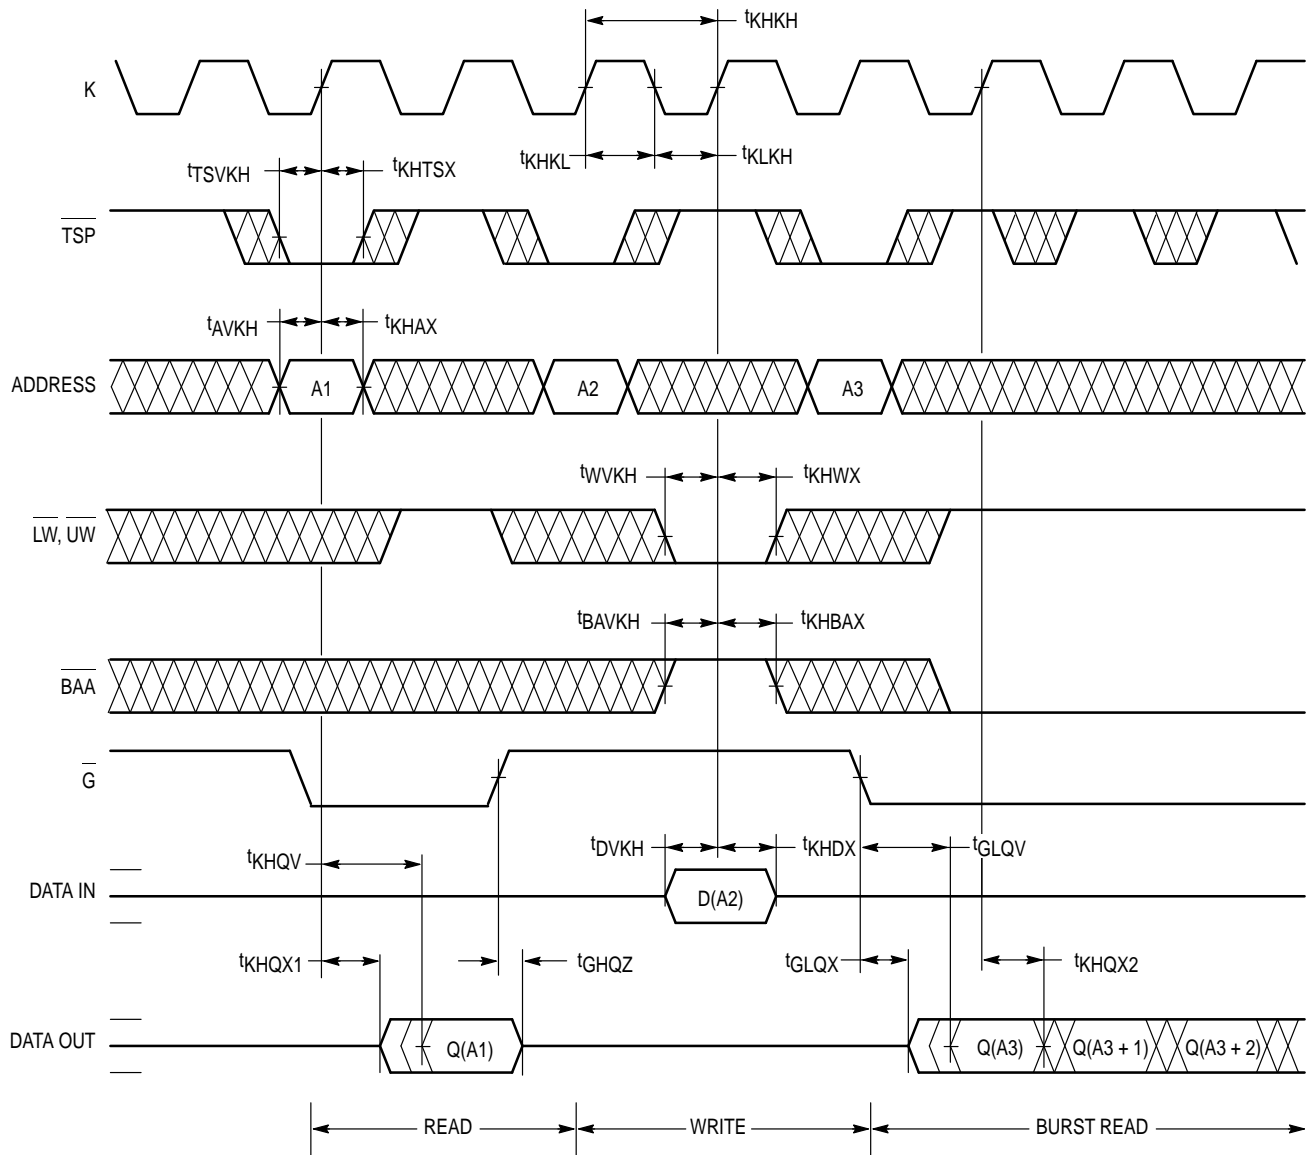 tKHKH
K
tKHKL
tKLKH
tTSVKH
tKHTSX
TSP
tAVKH
tKHAX
ADDRESS
A1
A2
A3
tWVKH
tKHWX
LW, UW
tBAVKH
tKHBAX
BAA
G
tDVKH
tKHDX
tGLQV
tKHQV
DATA IN
D(A2)
tKHQX1
tGHQZ
tGLQX
tKHQX2
DATA OUT
Q(A1)
Q(A3)
Q(A3 + 1)
Q(A3 + 2)
READ
WRITE
BURST READ